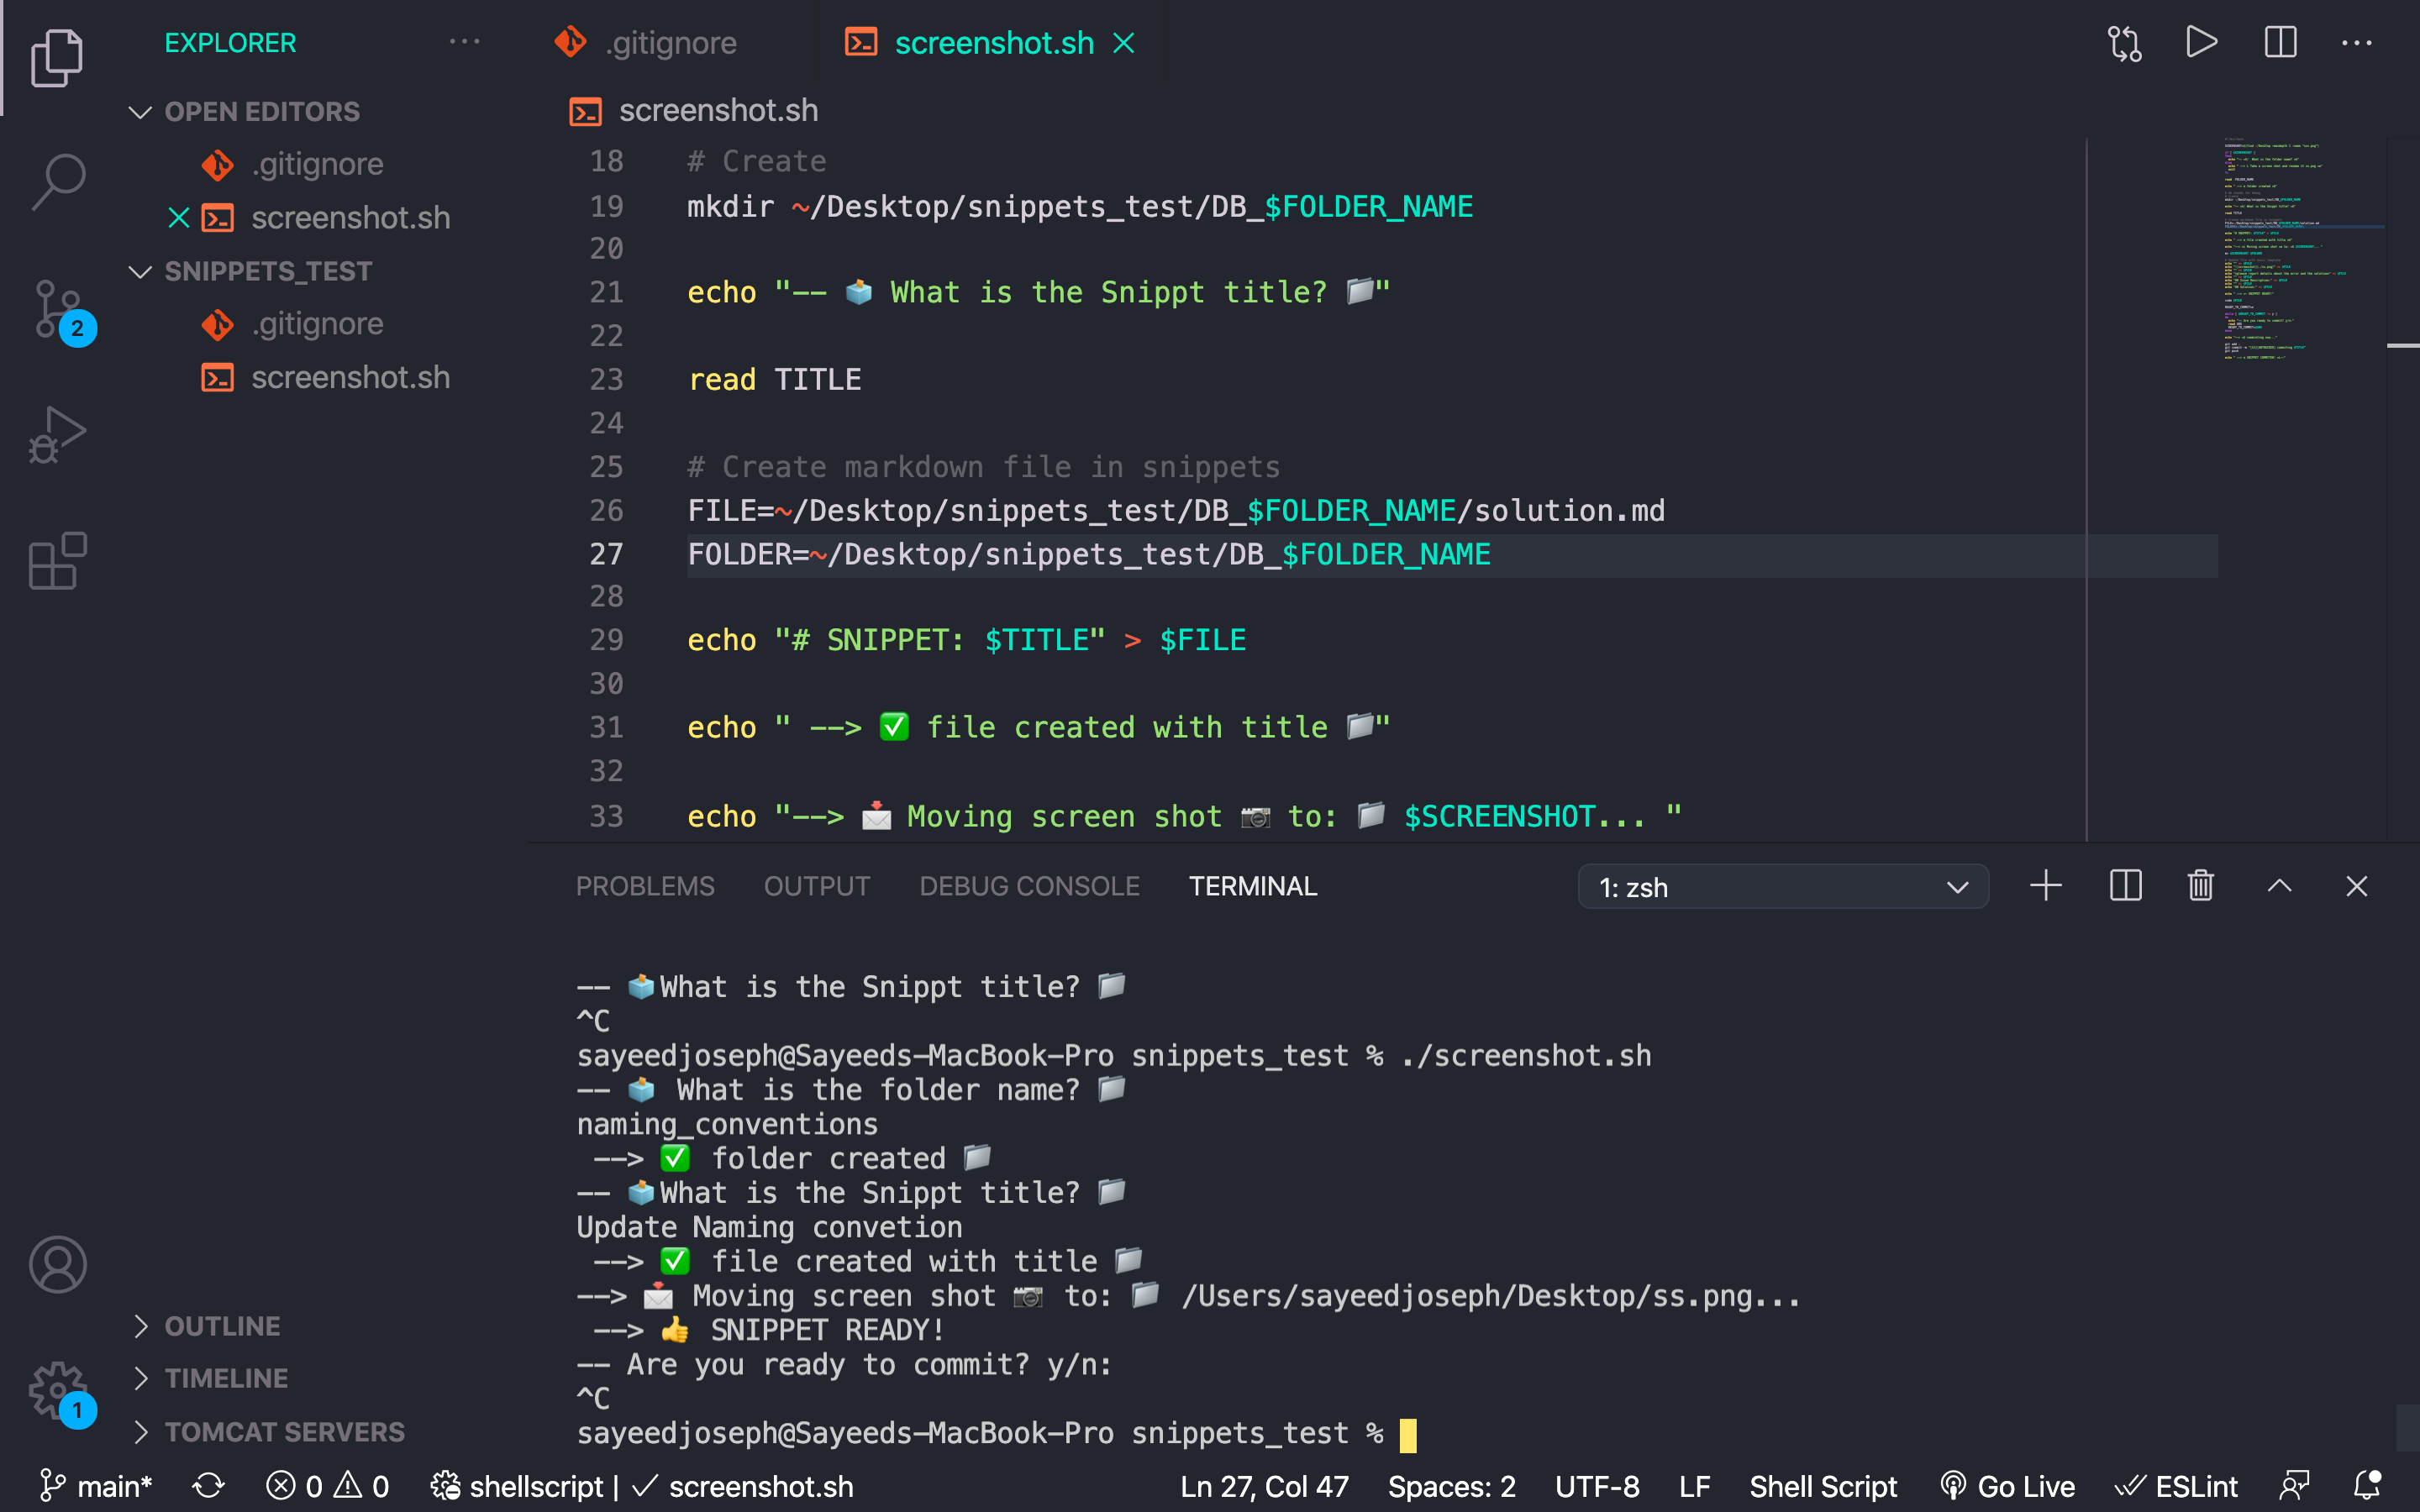 EXPLORER
.gitignore
screenshot.sh
OPEN EDITORS
.gitignore
screenshot.sh
SNIPPETS_TEST
.gitignore
screenshot.sh
2
screenshot.sh
18 # Create
19 mkdir ~/Desktop/snippets_test/DB_$FOLDER_NAME
20
21 echo "-- 🗳 What is the Snippt title? 📁"
22
23 read TITLE
24
25 # Create markdown file in snippets
26 FILE=~/Desktop/snippets_test/DB_$FOLDER_NAME/solution.md
27 FOLDER=~/Desktop/snippets_test/DB_$FOLDER_NAME
28
29 echo "# SNIPPET: $TITLE" > $FILE
30
31 echo " --> ✅ file created with title 📁"
32
33 echo "--> 📩 Moving screen shot 📷 to: 📁 $SCREENSHOT... "
PROBLEMS OUTPUT DEBUG CONSOLE TERMINAL
1: zsh
-- 🗳What is the Snippt title? 📁
^C
sayeedjoseph@Sayeeds-MacBook-Pro snippets_test % ./screenshot.sh
-- 🗳 What is the folder name? 📁
naming_conventions
 --> ✅ folder created 📁
-- 🗳What is the Snippt title? 📁
Update Naming convetion
 --> ✅ file created with title 📁
--> 📩 Moving screen shot 📷 to: 📁 /Users/sayeedjoseph/Desktop/ss.png...
 --> 👍 SNIPPET READY!
-- Are you ready to commit? y/n:
^C
sayeedjoseph@Sayeeds-MacBook-Pro snippets_test %
OUTLINE
TIMELINE
TOMCAT SERVERS
1
main* 0 0 shellscript | ✓ screenshot.sh
Ln 27, Col 47 Spaces: 2 UTF-8 LF Shell Script Go Live ESLint